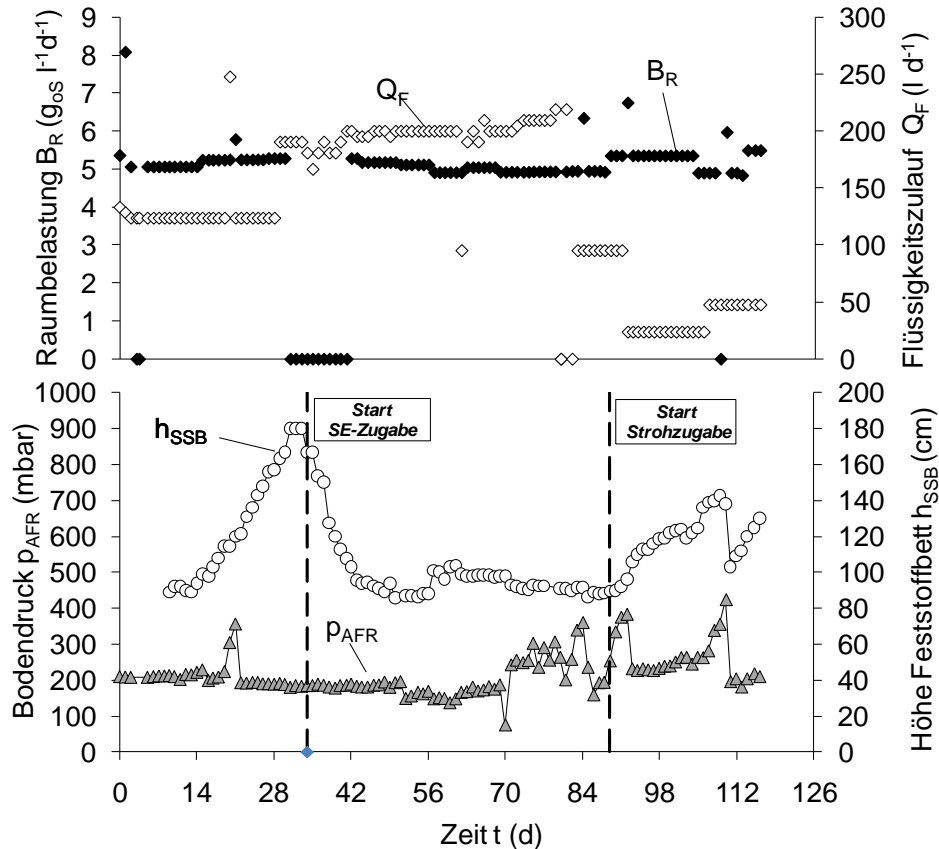 Raumbelastung B_R (g_oS l⁻¹d⁻¹)
9
8
7
6
5
4
3
2
1
0
Q_F
B_R
300
250
200
150
100
50
0
Flüssigkeitszulauf Q_F (l d⁻¹)
Bodendruck p_AFR (mbar)
1000
900
800
700
600
500
400
300
200
100
0
h_SSB
Start
SE-Zugabe
Start
Strohzugabe
p_AFR
200
180
160
140
120
100
80
60
40
20
0
Höhe Feststoffbett h_SSB (cm)
0 14 28 42 56 70 84 98 112 126
Zeit t (d)